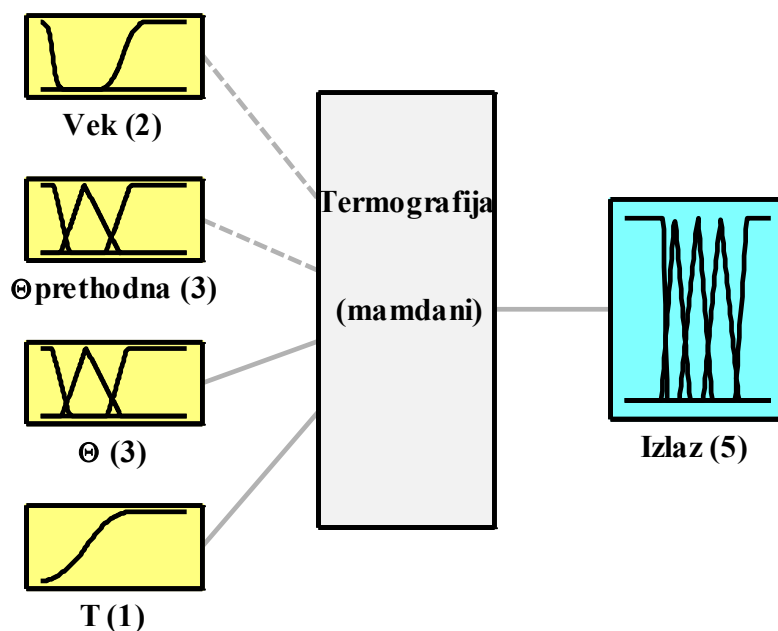 Vek (2)
Θprethodna (3)
Θ (3)
T (1)
Termografija
(mamdani)
Izlaz (5)